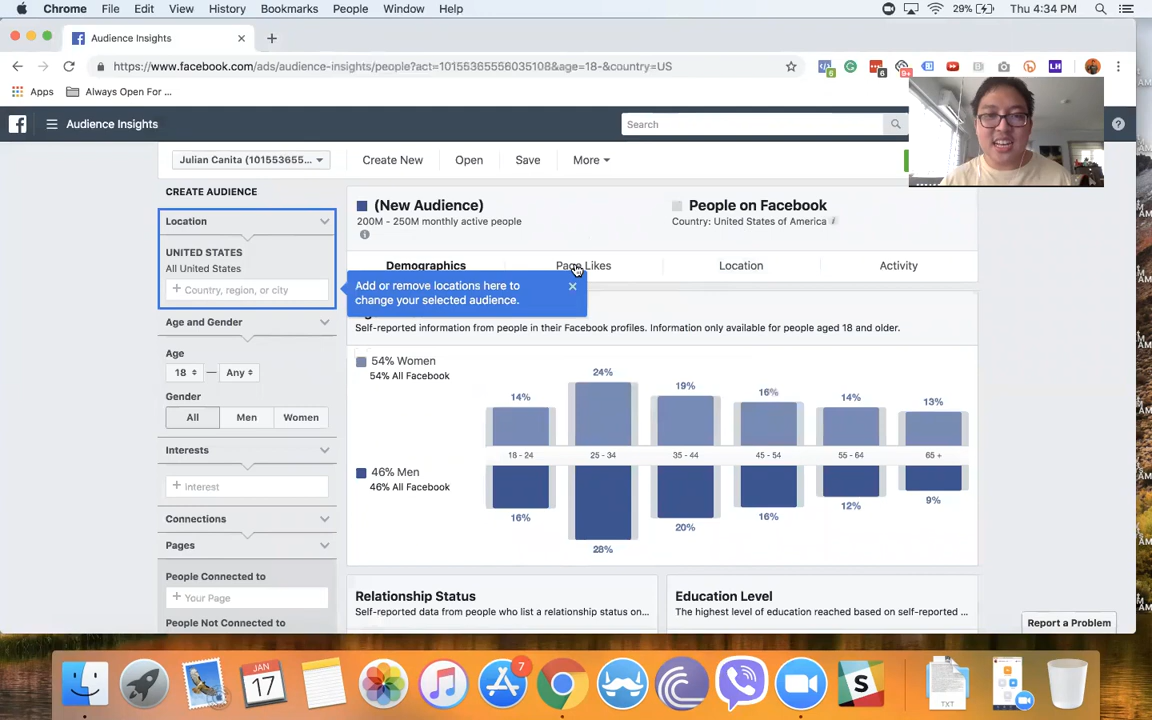 Chrome File Edit View History Bookmarks People Window Help 29% Thu 4:34 PM
Audience Insights
https://www.facebook.com/ads/audience-insights/people?act=10155365556035108&age=18-&country=US
6 6 9+ LH
Apps Always Open For ...
Audience Insights Search
Julian Canita (101553655... Create New Open Save More
CREATE AUDIENCE
Location
UNITED STATES
All United States
+ Country, region, or city
Age and Gender
Age
18 — Any
Gender
All Men Women
Interests
+ Interest
Connections
Pages
People Connected to
+ Your Page
People Not Connected to
(New Audience)
200M - 250M monthly active people
People on Facebook
Country: United States of America
Demographics Page Likes Location Activity
Add or remove locations here to
change your selected audience.
Self-reported information from people in their Facebook profiles. Information only available for people aged 18 and older.
54% Women
54% All Facebook
14% 24% 19% 16% 14% 13%
18 - 24 25 - 34 35 - 44 45 - 54 55 - 64 65 +
46% Men
46% All Facebook
16% 28% 20% 16% 12% 9%
Relationship Status
Self-reported data from people who list a relationship status on...
Education Level
The highest level of education reached based on self-reported ...
Report a Problem
JAN
17
7
S
TXT